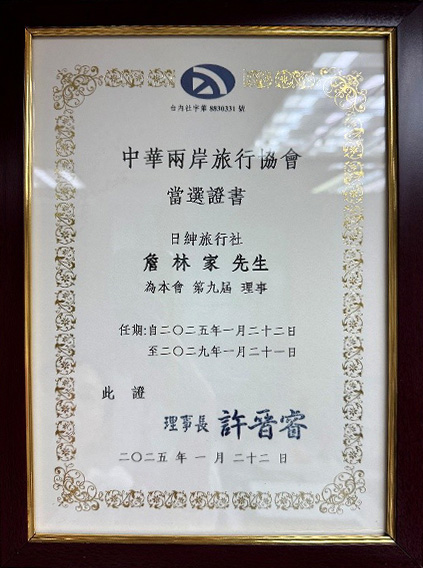 台內社字第 8830331 號
中華兩岸旅行協會
當選證書
日紳旅行社
詹林家 先生
為本會 第九屆 理事
任期:自二〇二五年一月二十二日
至二〇二九年一月二十一日
此 證
理事長 許晉睿
二〇二五 年 一 月 二十二 日